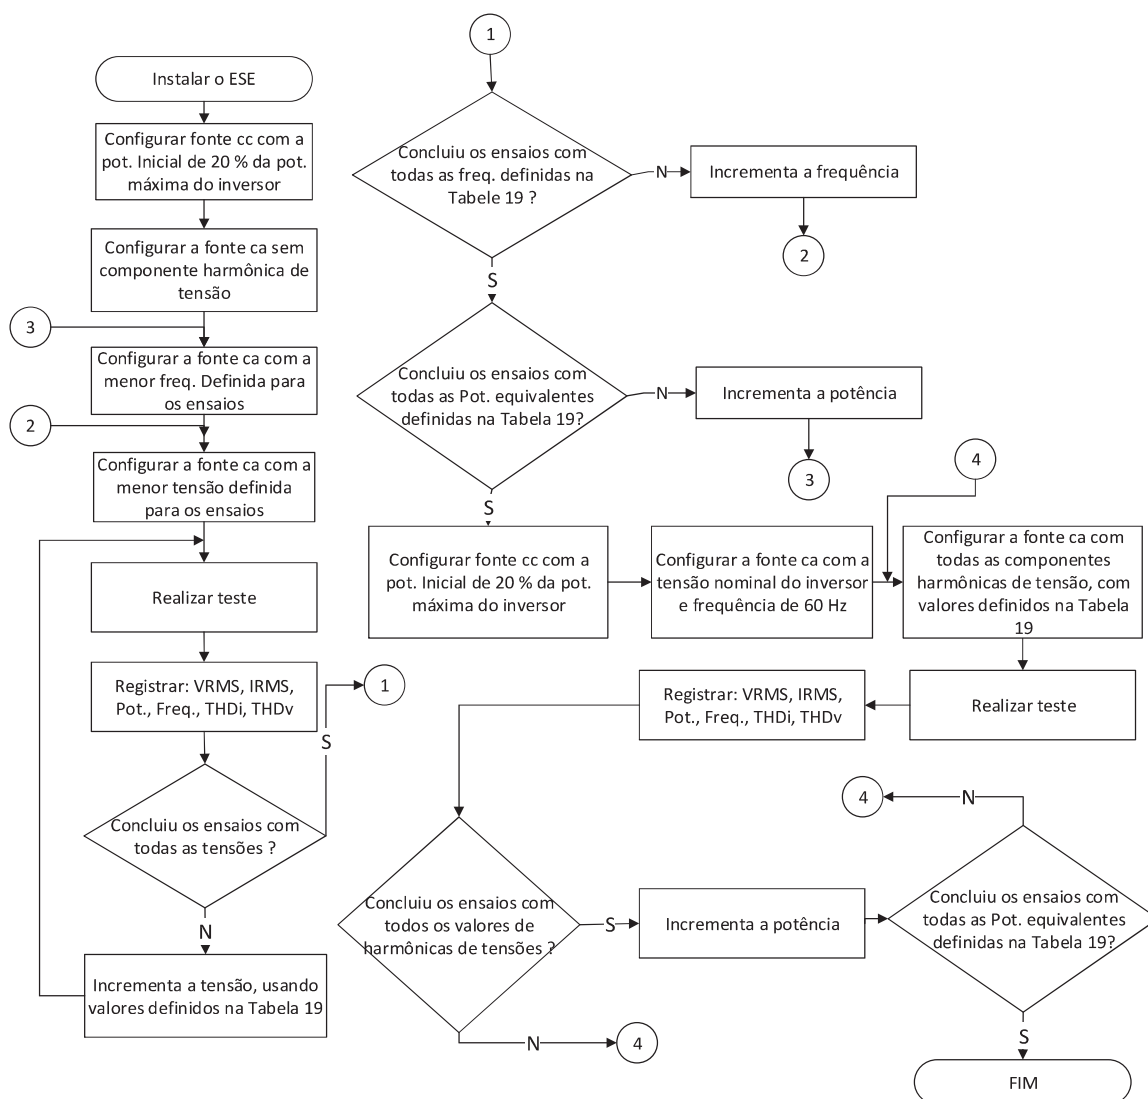 Instalar o ESE
Configurar fonte cc com a
pot. Inicial de 20 % da pot.
máxima do inversor
Configurar a fonte ca sem
componente harmônica de
tensão
3
Configurar a fonte ca com a
menor freq. Definida para
os ensaios
2
Configurar a fonte ca com a
menor tensão definida
para os ensaios
Realizar teste
Registrar: VRMS, IRMS,
Pot., Freq., THDi, THDv
1
S
Concluiu os ensaios com
todas as tensões ?
N
Incrementa a tensão, usando
valores definidos na Tabela 19
1
Concluiu os ensaios com
todas as freq. definidas na
Tabele 19 ?
N
Incrementa a frequência
2
S
Concluiu os ensaios com
todas as Pot. equivalentes
definidas na Tabela 19?
N
Incrementa a potência
3
4
S
Configurar fonte cc com a
pot. Inicial de 20 % da pot.
máxima do inversor
Configurar a fonte ca com a
tensão nominal do inversor
e frequência de 60 Hz
Configurar a fonte ca com
todas as componentes
harmônicas de tensão, com
valores definidos na Tabela
19
Realizar teste
Registrar: VRMS, IRMS,
Pot., Freq., THDi, THDv
Concluiu os ensaios com
todos os valores de
harmônicas de tensões ?
S
Incrementa a potência
N
4
Concluiu os ensaios com
todas as Pot. equivalentes
definidas na Tabela 19?
N
4
S
FIM